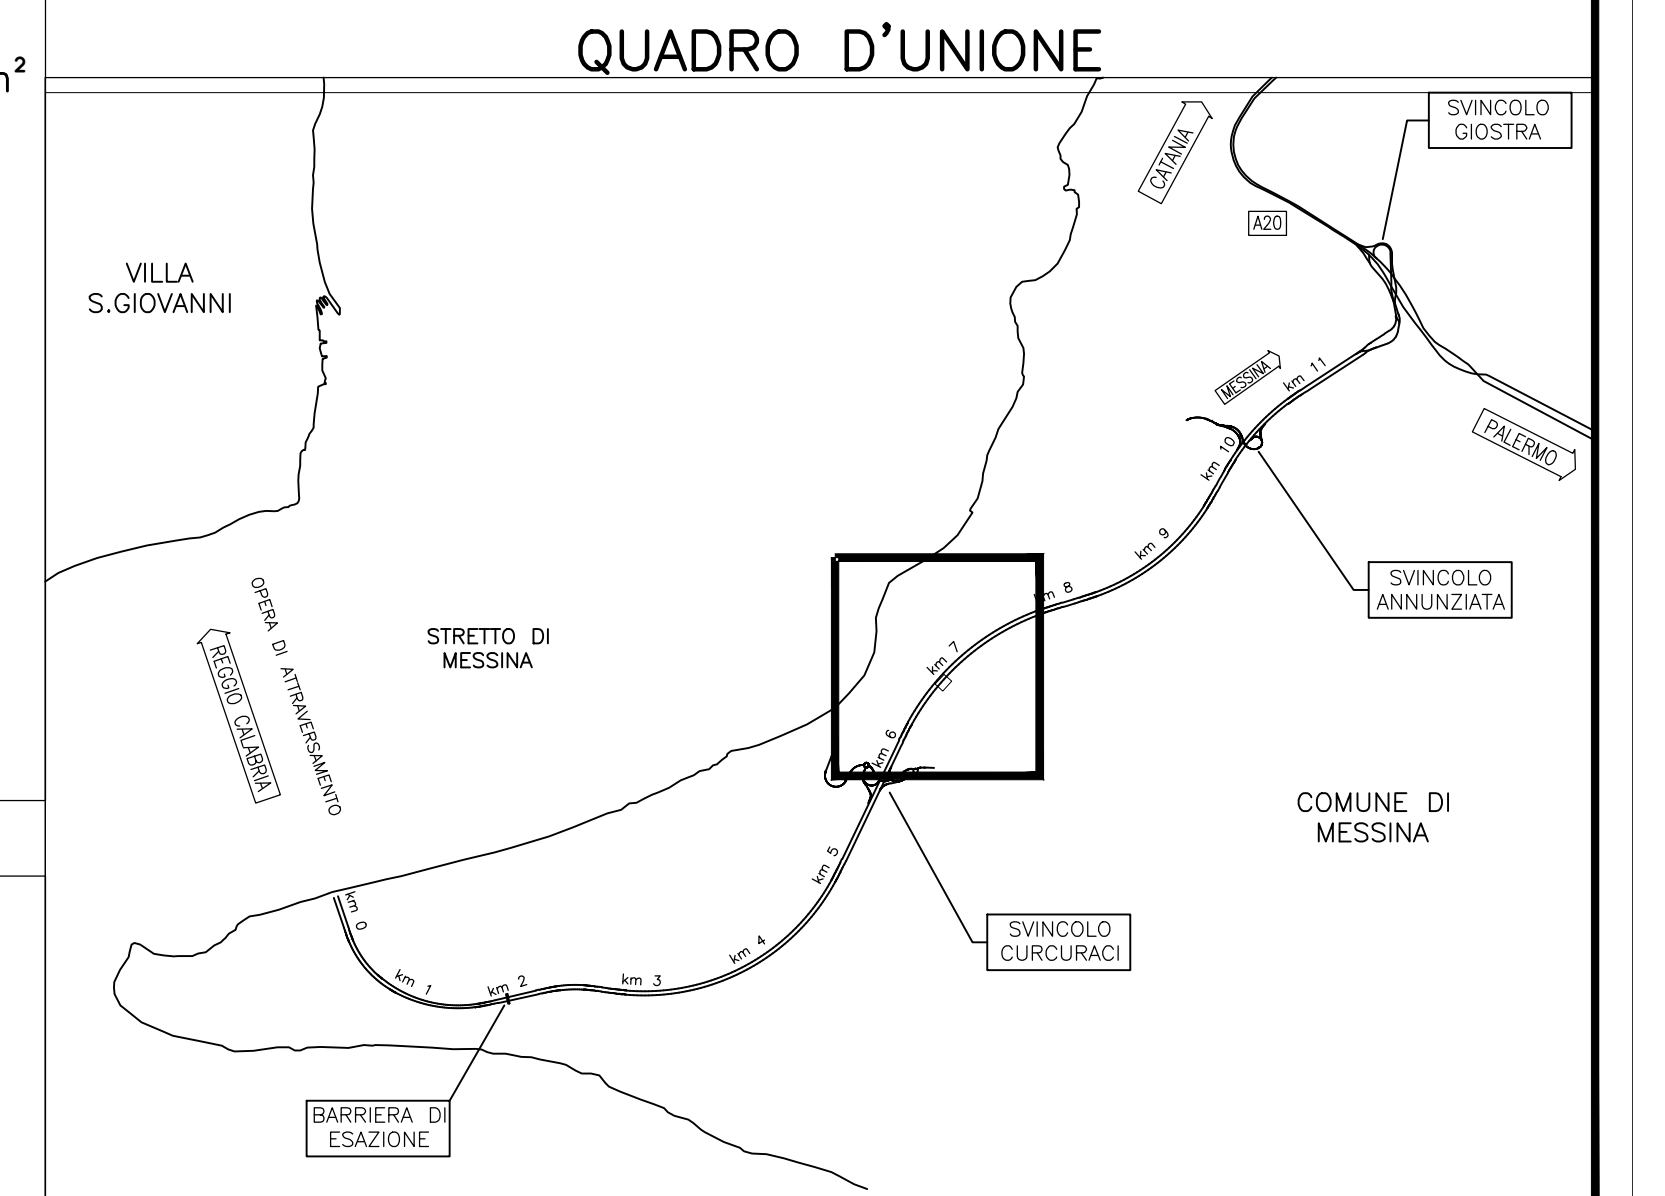 QUADRO D'UNIONE
m²
SVINCOLO
GIOSTRA
CATANIA
A20
VILLA
S.GIOVANNI
MESSINA
km 11
PALERMO
km 10
km 9
SVINCOLO
ANNUNZIATA
km 8
OPERA DI ATTRAVERSAMENTO
STRETTO DI
MESSINA
REGGIO CALABRIA
km 7
km 6
COMUNE DI
MESSINA
km 5
km 0
SVINCOLO
CURCURACI
km 4
km 3
km 2
km 1
BARRIERA DI
ESAZIONE